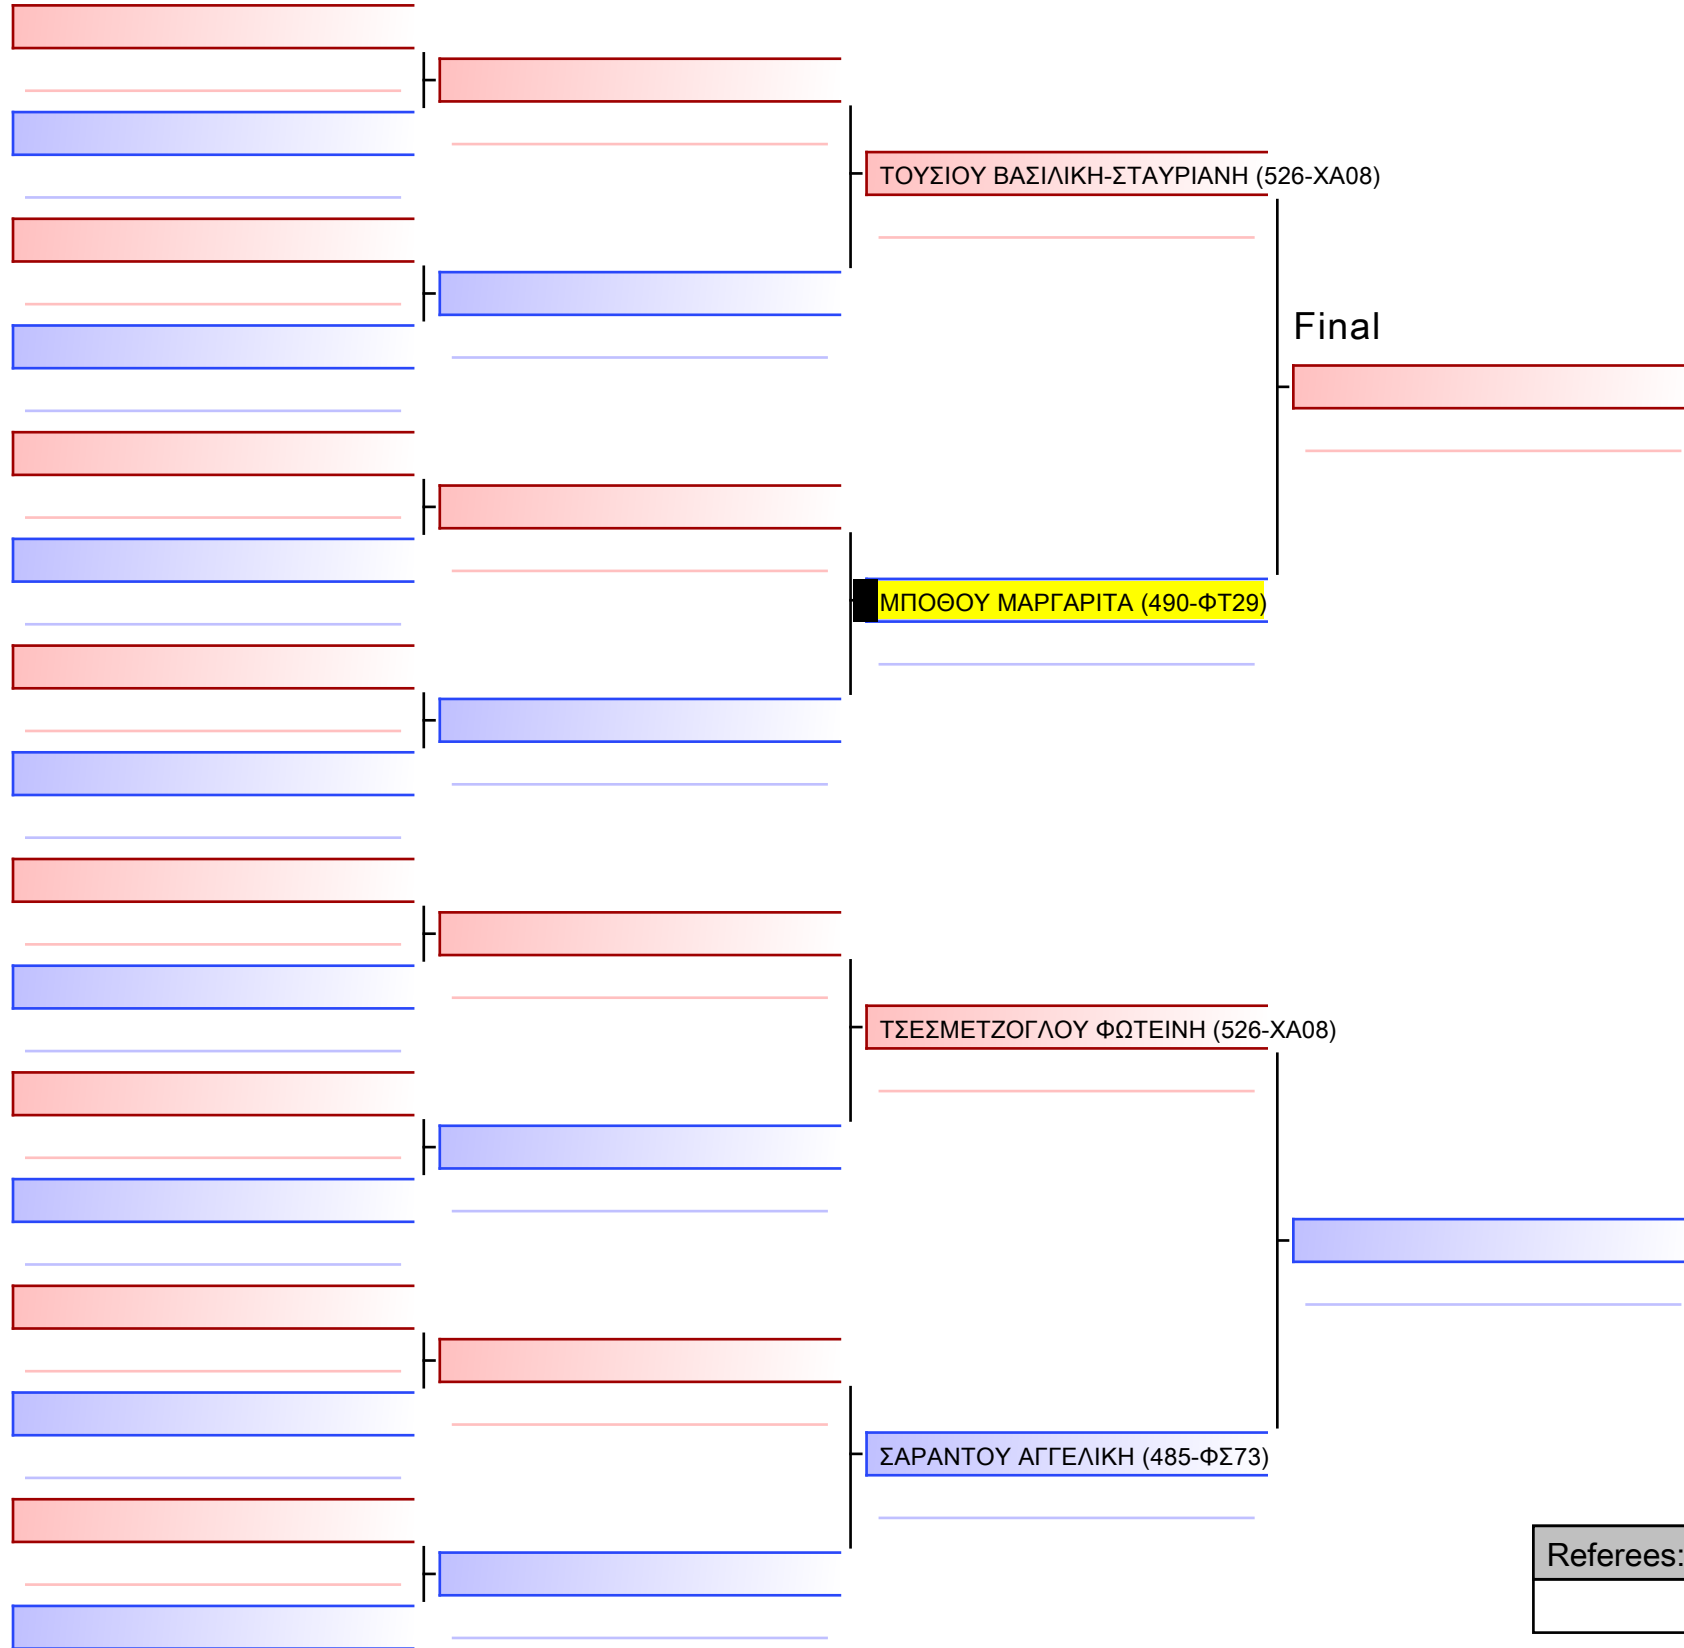 ΤΟΥΣΙΟΥ ΒΑΣΙΛΙΚΗ-ΣΤΑΥΡΙΑΝΗ (526-ΧΑ08)
Final
ΜΠΟΘΟΥ ΜΑΡΓΑΡΙΤΑ (490-ΦΤ29)
ΤΣΕΣΜΕΤΖΟΓΛΟΥ ΦΩΤΕΙΝΗ (526-ΧΑ08)
ΣΑΡΑΝΤΟΥ ΑΓΓΕΛΙΚΗ (485-ΦΣ73)
Referees: